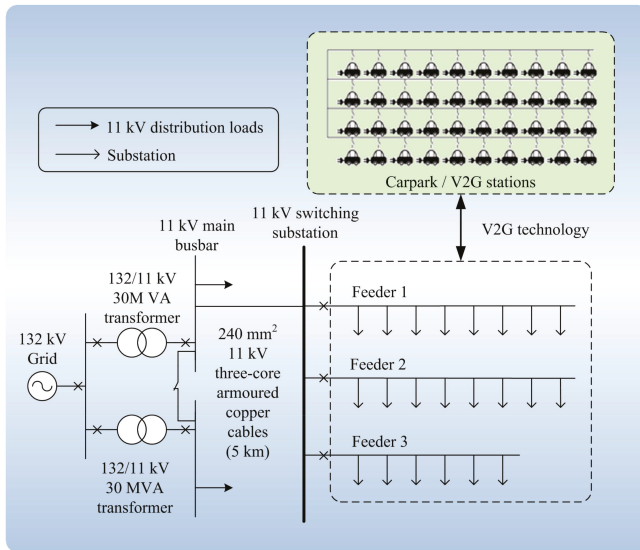 Carpark / V2G stations
11 kV distribution loads
Substation
V2G technology
11 kV main
busbar
11 kV switching
substation
132/11 kV
30M VA
transformer
132 kV
Grid
240 mm²
11 kV
three-core
armoured
copper
cables
(5 km)
Feeder 1
Feeder 2
Feeder 3
132/11 kV
30 MVA
transformer